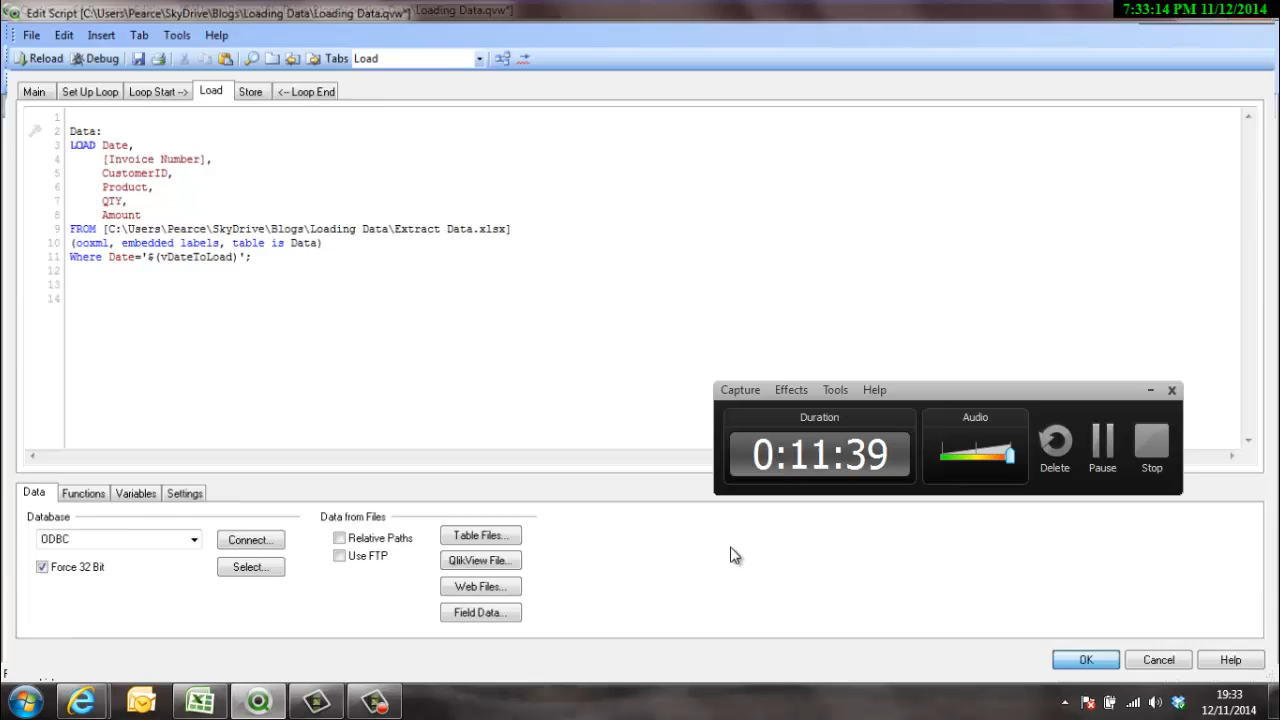 Edit Script [C:\Users\Pearce\SkyDrive\Blogs\Loading Data\Loading Data.qvw*]
Loading Data.qvw*]
7:33:14 PM 11/12/2014
File Edit Insert Tab Tools Help
Reload Debug Tabs Load
Main Set Up Loop Loop Start --> Load Store <-- Loop End
1
2 Data:
3 LOAD Date,
4 [Invoice Number],
5 CustomerID,
6 Product,
7 QTY,
8 Amount
9 FROM [C:\Users\Pearce\SkyDrive\Blogs\Loading Data\Extract Data.xlsx]
10 (ooxml, embedded labels, table is Data)
11 Where Date='$(vDateToLoad)';
12
13
14
Capture Effects Tools Help
Duration
0:11:39
Audio
Delete Pause Stop
Data Functions Variables Settings
Database
ODBC
Connect...
Force 32 Bit
Select...
Data from Files
Relative Paths
Use FTP
Table Files...
QlikView File...
Web Files...
Field Data...
OK Cancel Help
19:33
12/11/2014